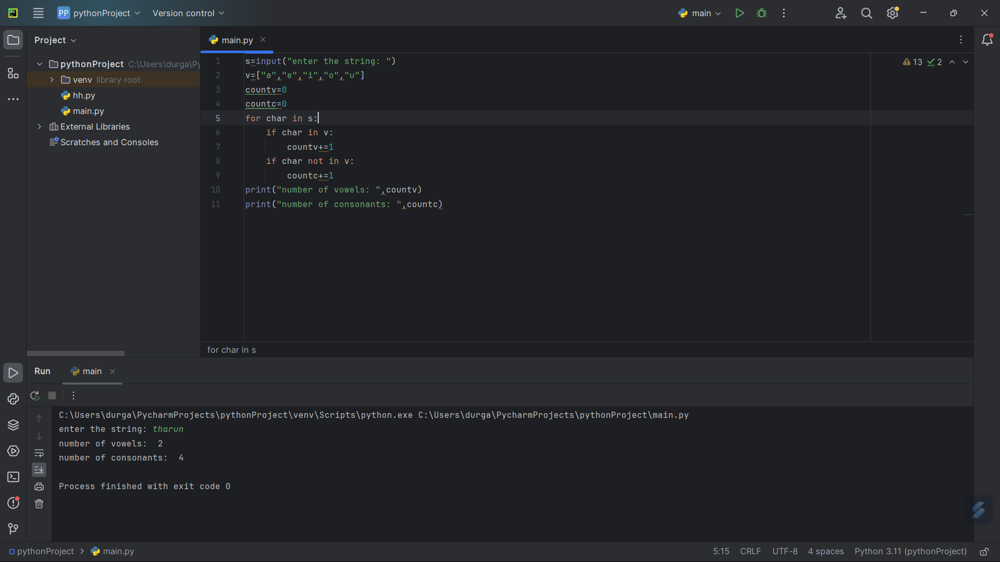 PP pythonProject Version control main
Project
main.py
pythonProject C:\Users\durga\Py
venv library root
hh.py
main.py
External Libraries
Scratches and Consoles
13 2
1 s=input("enter the string: ")
2 v=["a","e","i","o","u"]
3 countv=0
4 countc=0
5 for char in s:
6 if char in v:
7 countv+=1
8 if char not in v:
9 countc+=1
10 print("number of vowels: ",countv)
11 print("number of consonants: ",countc)
for char in s
Run main
C:\Users\durga\PycharmProjects\pythonProject\venv\Scripts\python.exe C:\Users\durga\PycharmProjects\pythonProject\main.py
enter the string: tharun
number of vowels:  2
number of consonants:  4
Process finished with exit code 0
pythonProject main.py 5:15 CRLF UTF-8 4 spaces Python 3.11 (pythonProject)